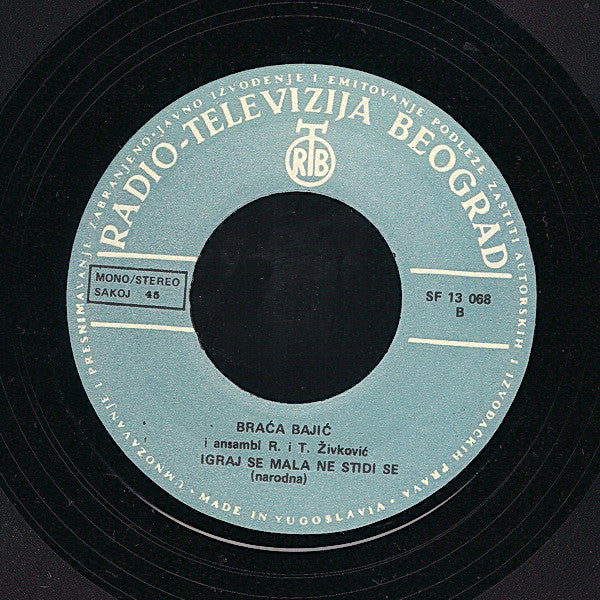 UMNOŽAVANJE I PRESNIMAVANJE ZABRANJENO • JAVNO IZVOĐENJE I EMITOVANJE PODLEŽE ZAŠTITI AUTORSKIH I IZVOĐAČKIH PRAVA •
RADIO-TELEVIZIJA BEOGRAD
RTB
MONO/STEREO
SAKOJ 45
SF 13 068
B
BRAĆA BAJIĆ
i ansambl R. i T. Živković
IGRAJ SE MALA NE STIDI SE
(narodna)
MADE IN YUGOSLAVIA •